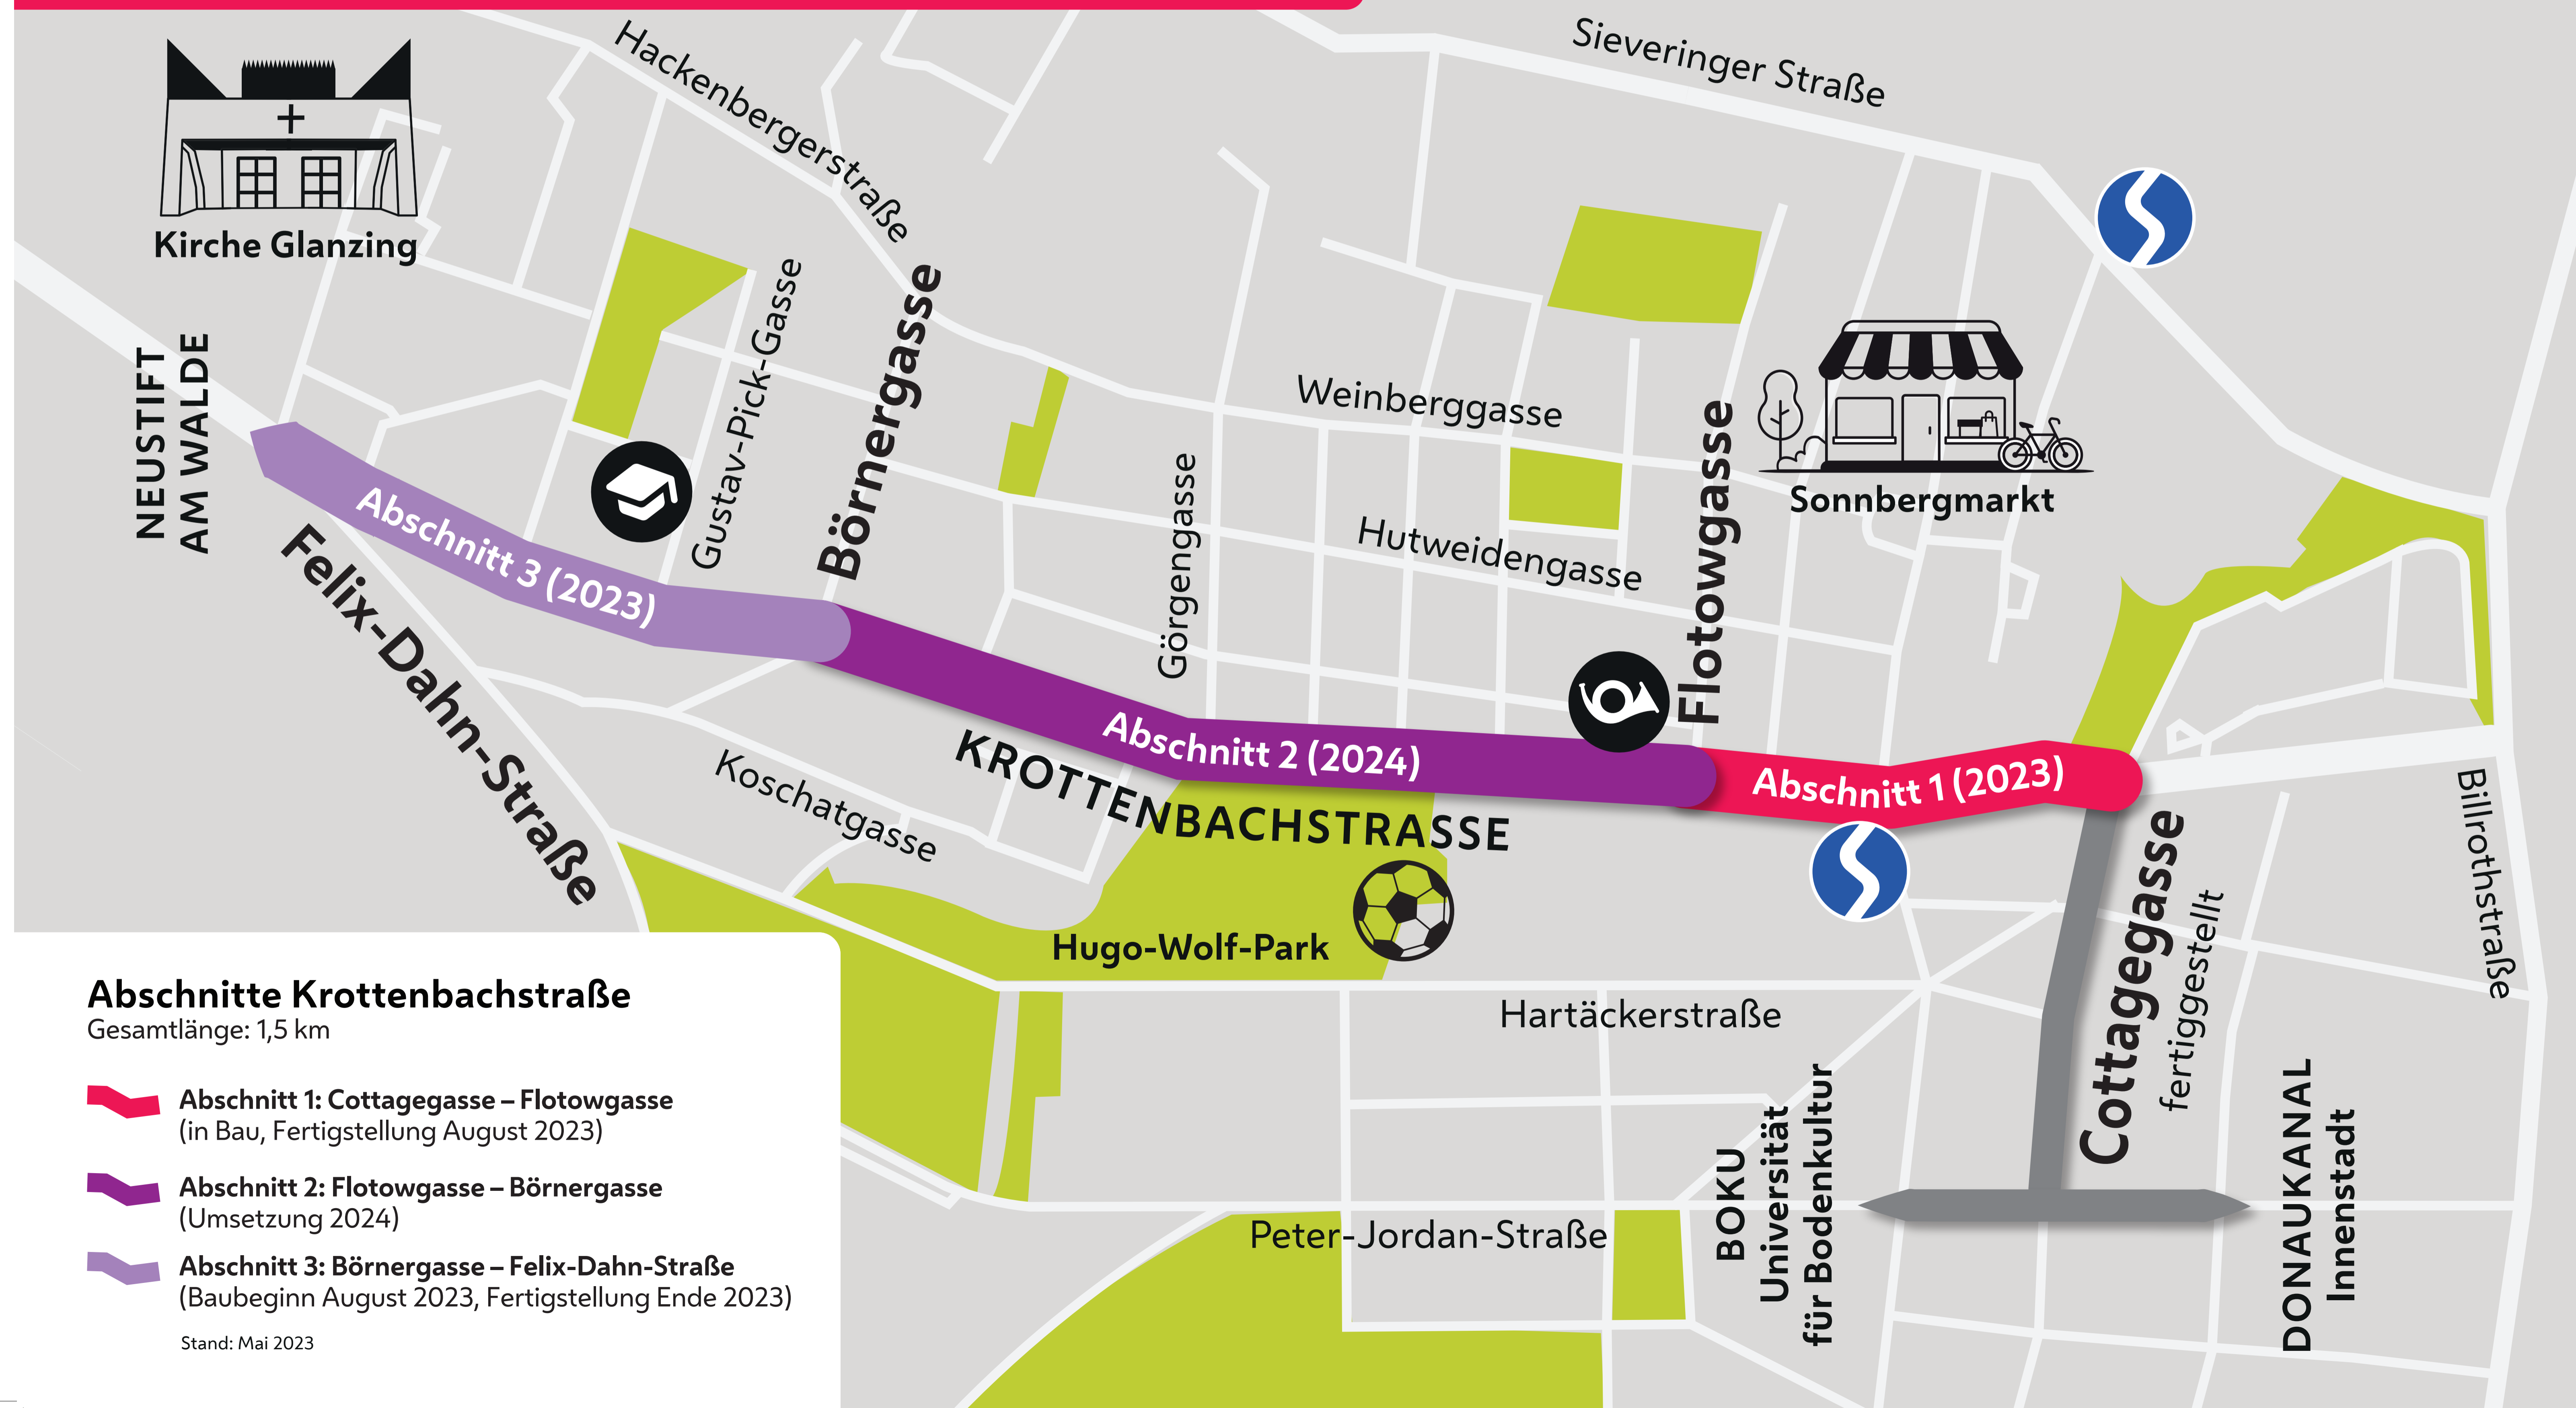 Sieveringer Straße
Hackenbergerstraße
Kirche Glanzing
NEUSTIFT
AM WALDE
Gustav-Pick-Gasse
Börnergasse
Weinberggasse
Görgengasse
Hutweidengasse
Flotowgasse
Sonnbergmarkt
Abschnitt 3 (2023)
Felix-Dahn-Straße
Abschnitt 2 (2024)
Abschnitt 1 (2023)
KROTTENBACHSTRASSE
Koschatgasse
Hugo-Wolf-Park
Billrothstraße
Cottagegasse
fertiggestellt
Hartäckerstraße
Peter-Jordan-Straße
BOKU
Universität
für Bodenkultur
DONAUKANAL
Innenstadt
Abschnitte Krottenbachstraße
Gesamtlänge: 1,5 km
Abschnitt 1: Cottagegasse – Flotowgasse
(in Bau, Fertigstellung August 2023)
Abschnitt 2: Flotowgasse – Börnergasse
(Umsetzung 2024)
Abschnitt 3: Börnergasse – Felix-Dahn-Straße
(Baubeginn August 2023, Fertigstellung Ende 2023)
Stand: Mai 2023